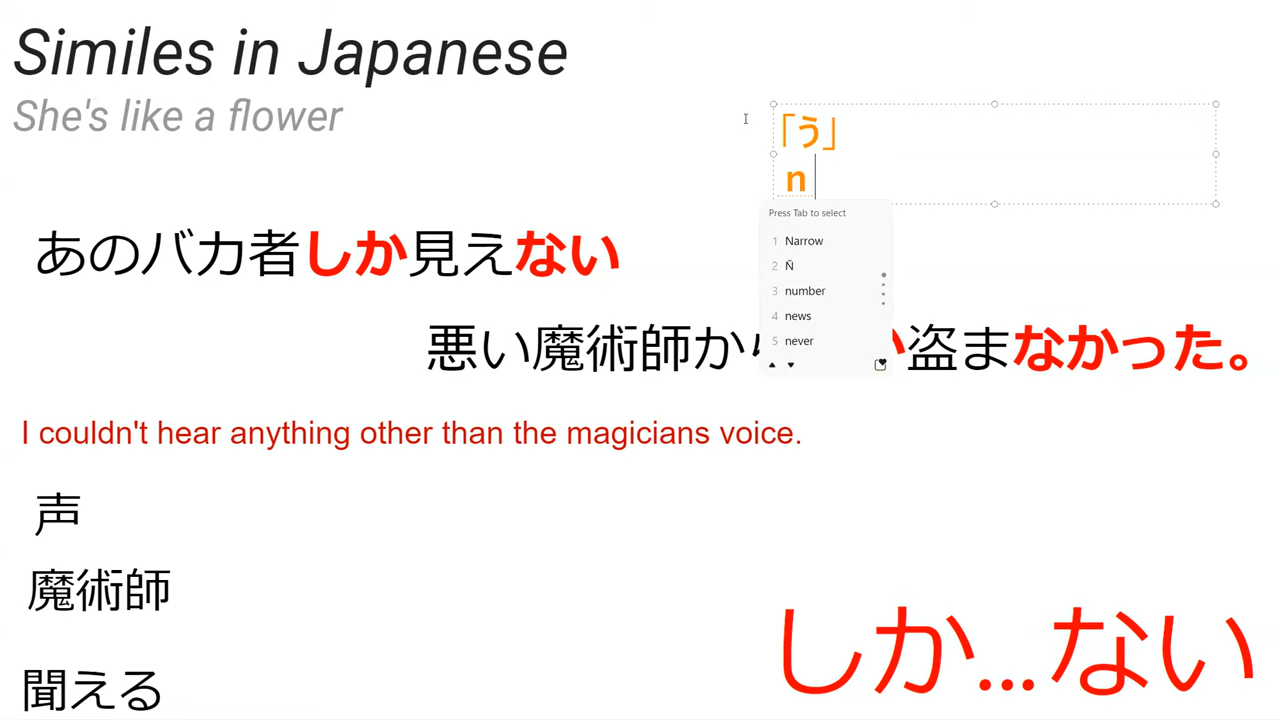 Similes in Japanese
She's like a flower
「う」
n
Press Tab to select
1 Narrow
2 Ñ
3 number
4 news
5 never
あのバカ者しか見えない
悪い魔術師から 盗まなかった。
I couldn't hear anything other than the magicians voice.
声
魔術師
聞える
しか...ない